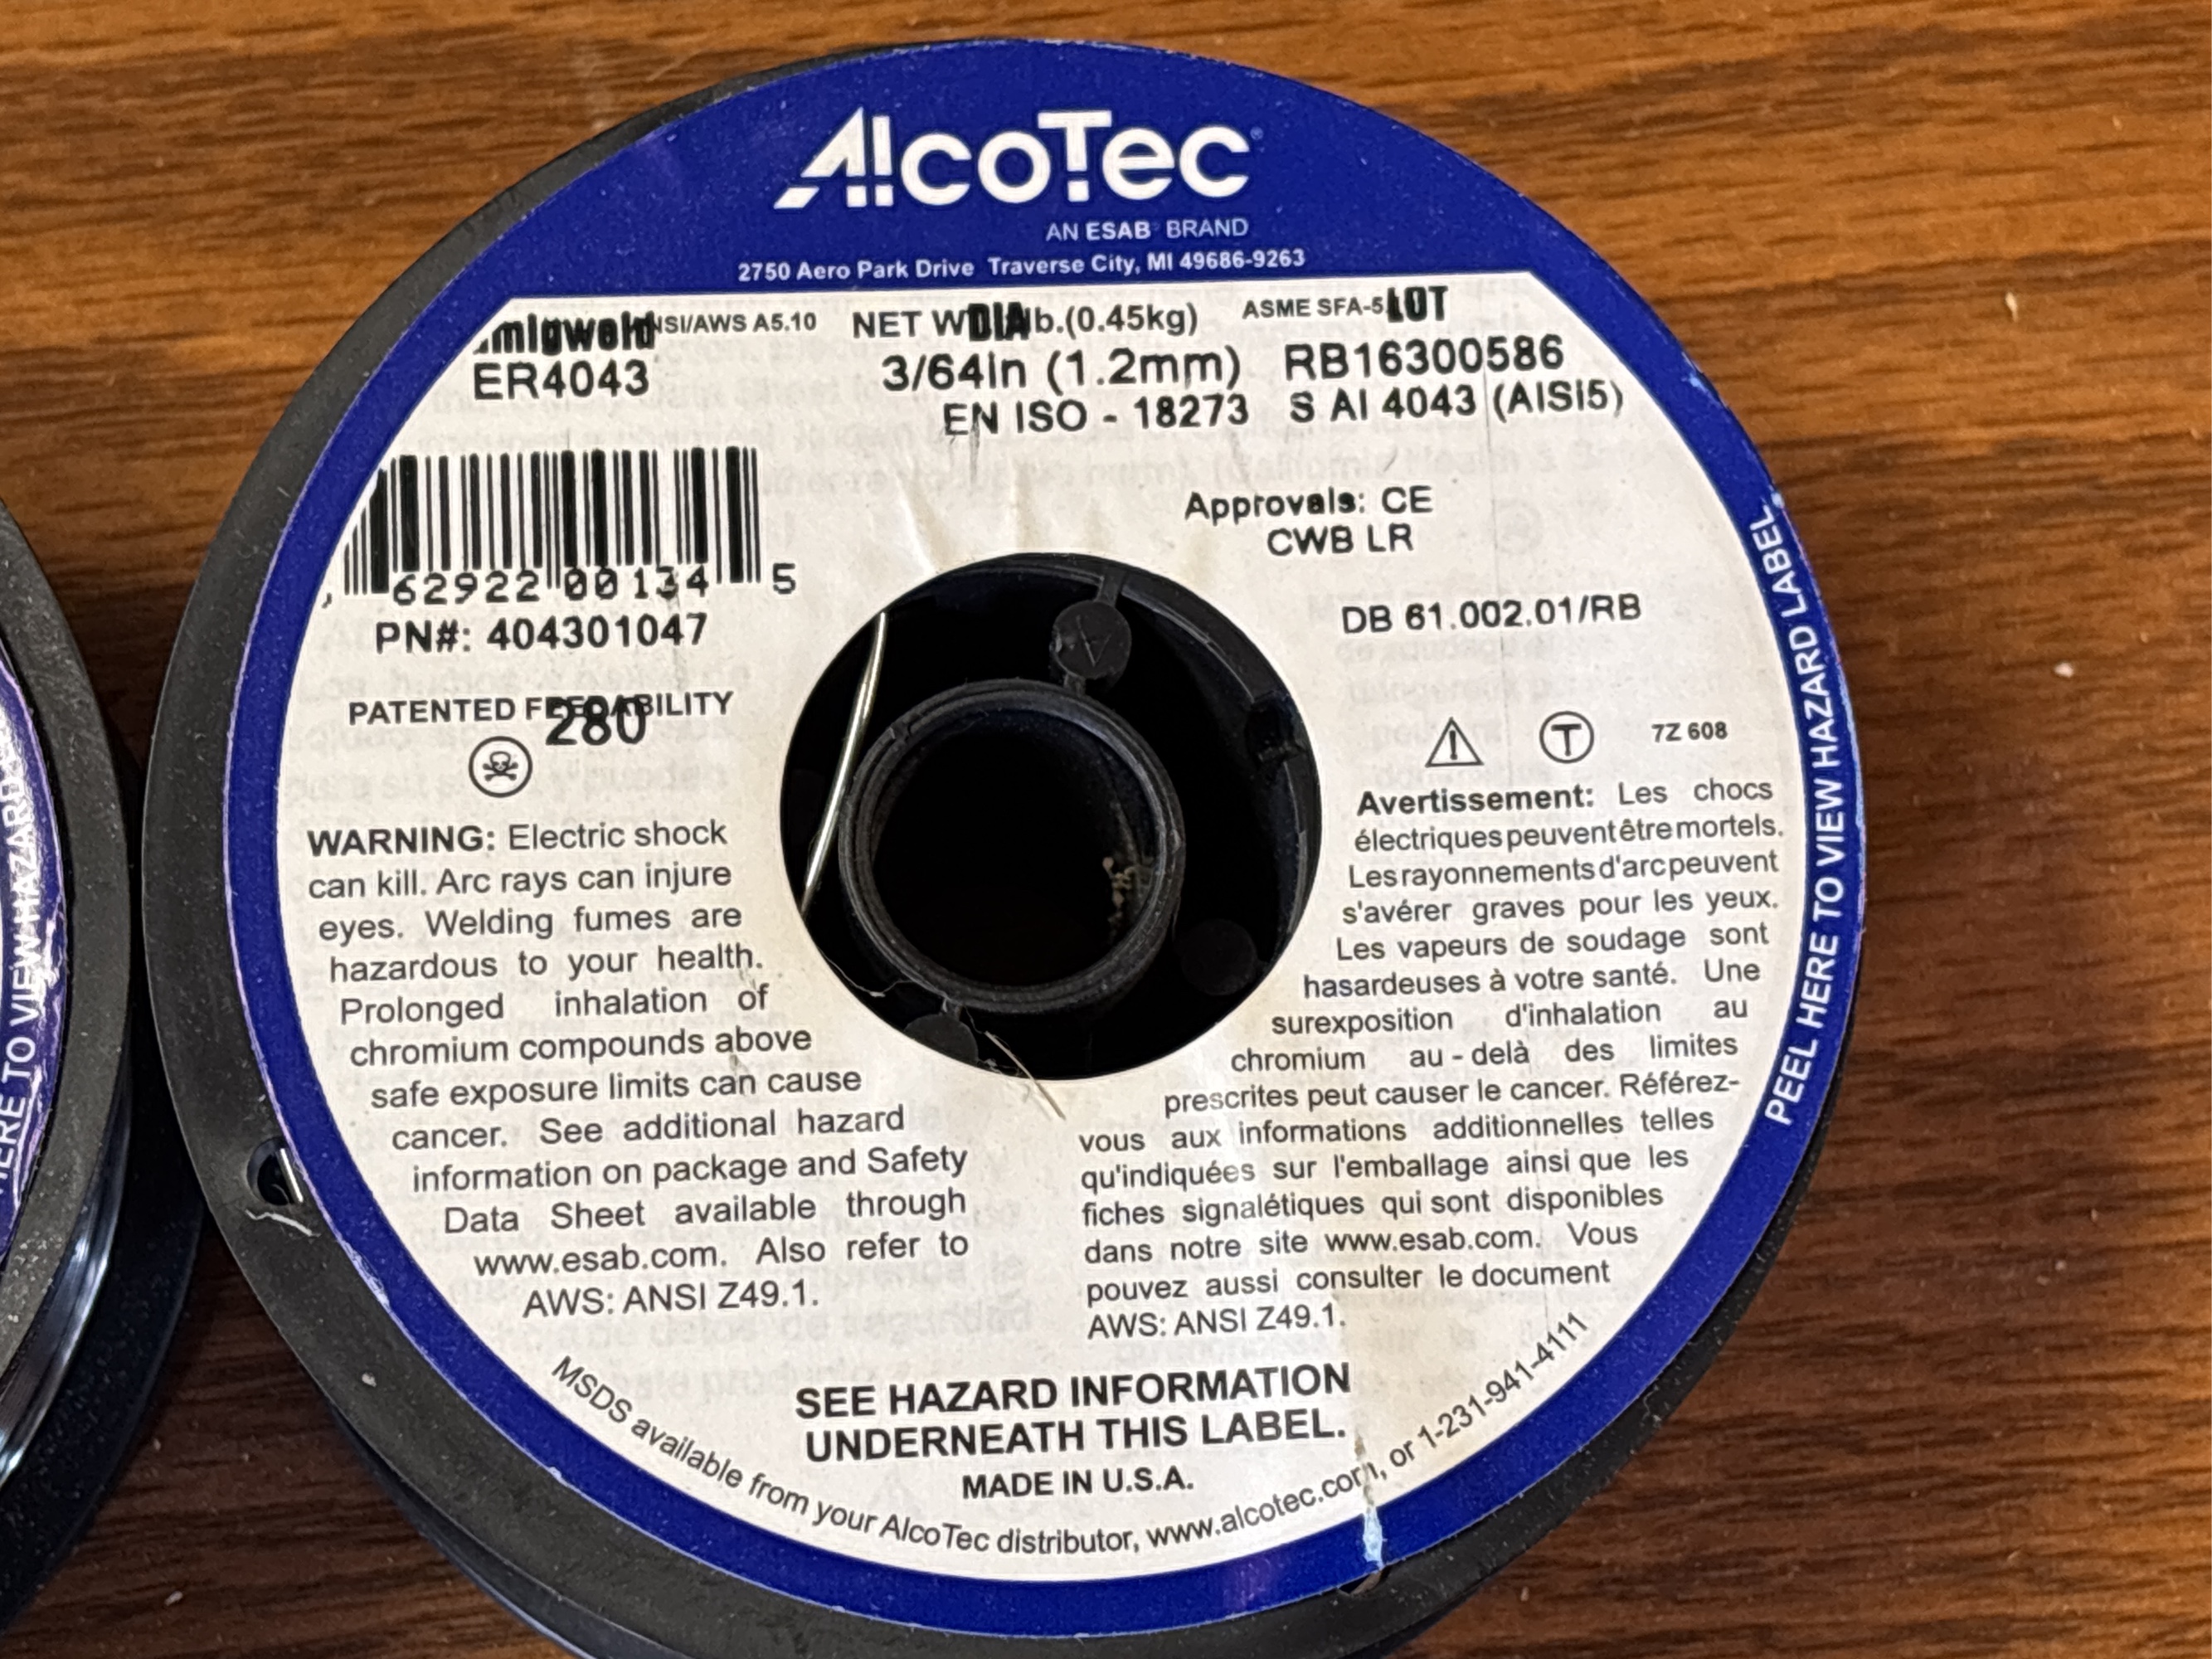 AlcoTec®
AN ESAB® BRAND
2750 Aero Park Drive Traverse City, MI 49686-9263
migweld NSI/AWS A5.10 NET W DIA lb.(0.45kg) ASME SFA-5 LOT
ER4043 3/64in (1.2mm) RB16300586
EN ISO - 18273 S Al 4043 (AlSi5)
62922 00134 5
PN#: 404301047
Approvals: CE
CWB LR
DB 61.002.01/RB
PATENTED FEEDABILITY
280
WARNING: Electric shock
can kill. Arc rays can injure
eyes. Welding fumes are
hazardous to your health.
Prolonged inhalation of
chromium compounds above
safe exposure limits can cause
cancer. See additional hazard
information on package and Safety
Data Sheet available through
www.esab.com. Also refer to
AWS: ANSI Z49.1.
T 7Z 608
Avertissement: Les chocs
électriques peuvent être mortels.
Les rayonnements d'arc peuvent
s'avérer graves pour les yeux.
Les vapeurs de soudage sont
hasardeuses à votre santé. Une
surexposition d'inhalation au
chromium au - delà des limites
prescrites peut causer le cancer. Référez-
vous aux informations additionnelles telles
qu'indiquées sur l'emballage ainsi que les
fiches signalétiques qui sont disponibles
dans notre site www.esab.com. Vous
pouvez aussi consulter le document
AWS: ANSI Z49.1.
SEE HAZARD INFORMATION
UNDERNEATH THIS LABEL.
MADE IN U.S.A.
MSDS available from your AlcoTec distributor, www.alcotec.com, or 1-231-941-4111
PEEL HERE TO VIEW HAZARD LABEL
HERE TO VIEW HAZARD